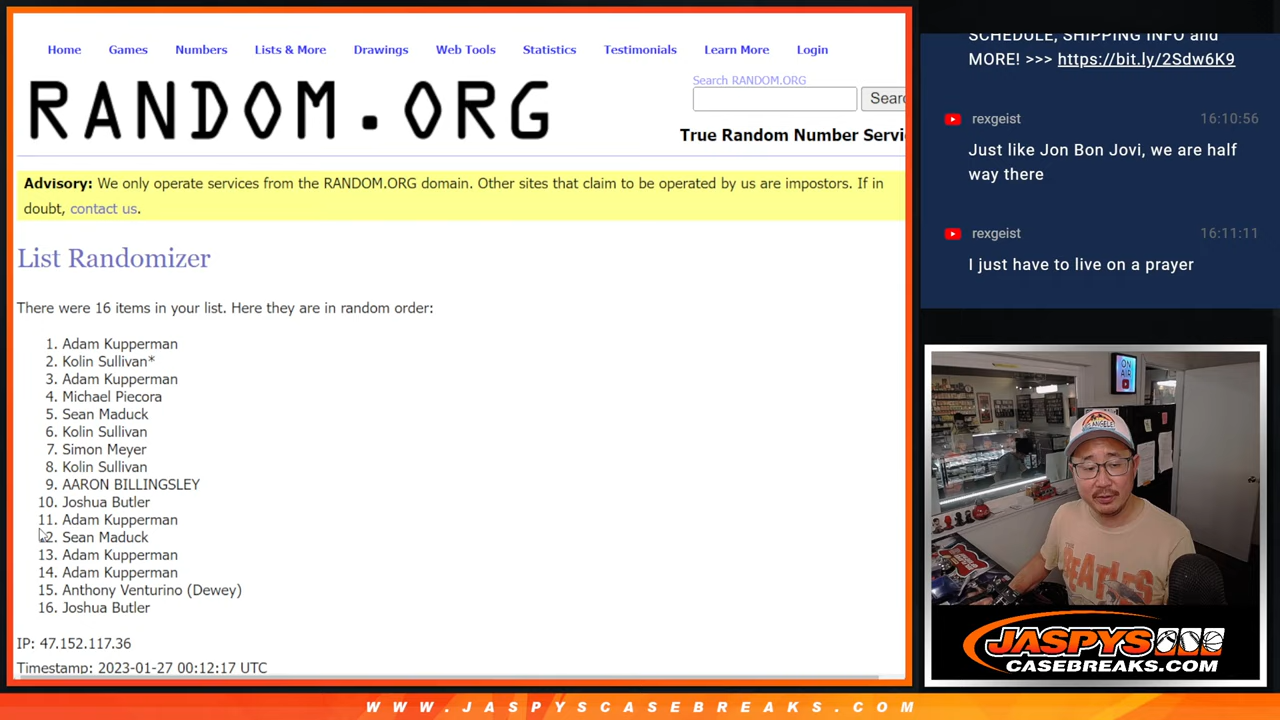 Home Games Numbers Lists & More Drawings Web Tools Statistics Testimonials Learn More Login
RANDOM.ORG
Search RANDOM.ORG
Searc
True Random Number Servi
Advisory: We only operate services from the RANDOM.ORG domain. Other sites that claim to be operated by us are impostors. If in
doubt, contact us.
List Randomizer
There were 16 items in your list. Here they are in random order:
1. Adam Kupperman
2. Kolin Sullivan*
3. Adam Kupperman
4. Michael Piecora
5. Sean Maduck
6. Kolin Sullivan
7. Simon Meyer
8. Kolin Sullivan
9. AARON BILLINGSLEY
10. Joshua Butler
11. Adam Kupperman
12. Sean Maduck
13. Adam Kupperman
14. Adam Kupperman
15. Anthony Venturino (Dewey)
16. Joshua Butler
IP: 47.152.117.36
Timestamp: 2023-01-27 00:12:17 UTC
SCHEDULE, SHIPPING INFO and
MORE! >>> https://bit.ly/2Sdw6K9
rexgeist 16:10:56
Just like Jon Bon Jovi, we are half
way there
rexgeist 16:11:11
I just have to live on a prayer
ON
AIR
JASPYS
CASEBREAKS.COM
WWW.JASPYSCASEBREAKS.COM